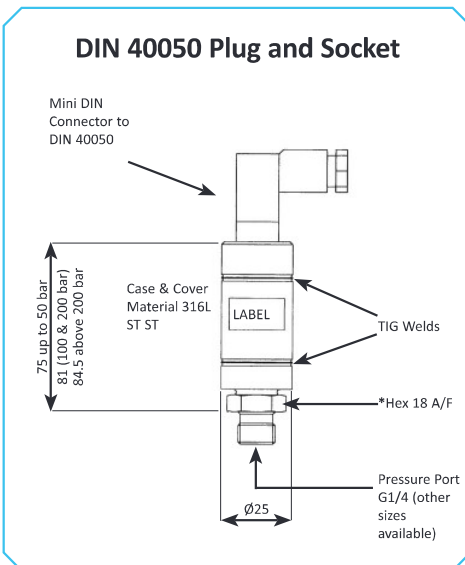 DIN 40050 Plug and Socket
Mini DIN
Connector to
DIN 40050
75 up to 50 bar
81 (100 & 200 bar)
84.5 above 200 bar
Case & Cover
Material 316L
ST ST
LABEL
TIG Welds
*Hex 18 A/F
Pressure Port
G1/4 (other
sizes
available)
Ø25